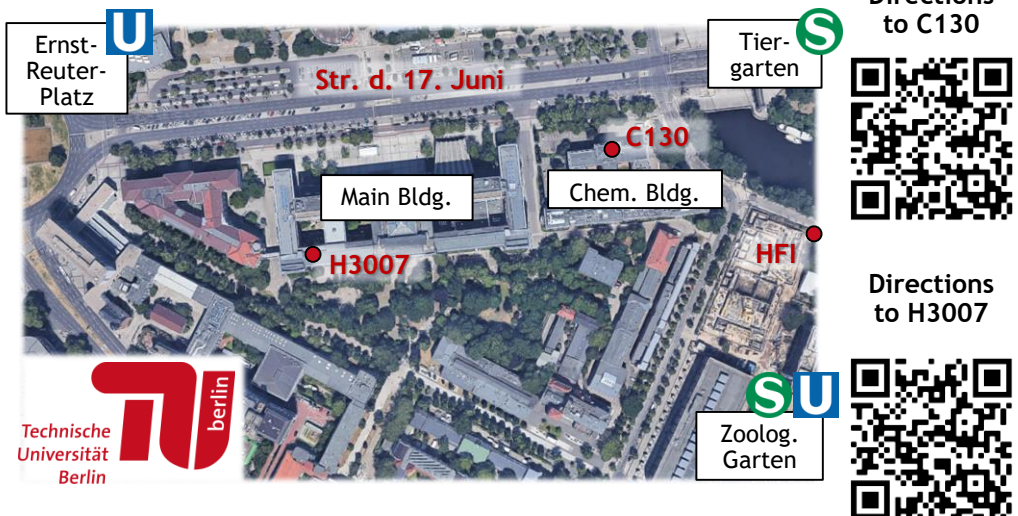 Ernst-
Reuter-
Platz
U
Str. d. 17. Juni
Tier-
garten
S
Directions
to C130
C130
Main Bldg.
Chem. Bldg.
H3007
HFI
Directions
to H3007
S U
Zoolog.
Garten
berlin
Technische
Universität
Berlin